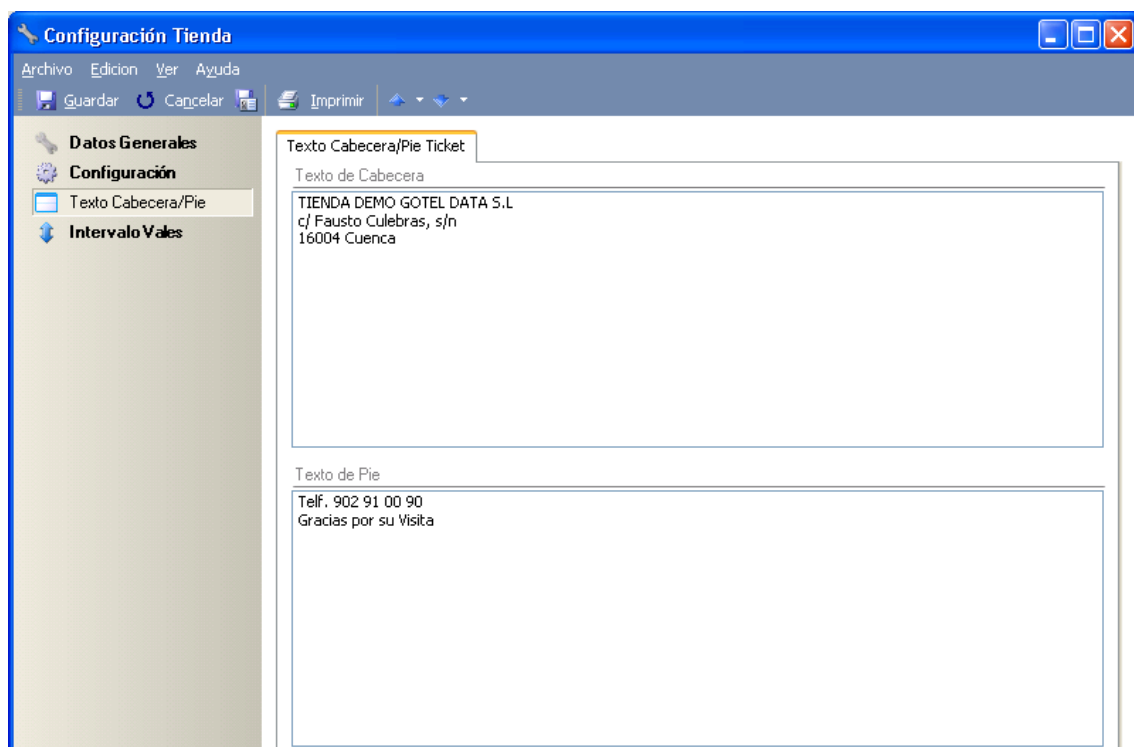 Configuración Tienda
Archivo Edicion Ver Ayuda
Guardar Cancelar Imprimir
Datos Generales
Configuración
Texto Cabecera/Pie
Intervalo Vales
Texto Cabecera/Pie Ticket
Texto de Cabecera
TIENDA DEMO GOTEL DATA S.L
c/ Fausto Culebras, s/n
16004 Cuenca
Texto de Pie
Telf. 902 91 00 90
Gracias por su Visita